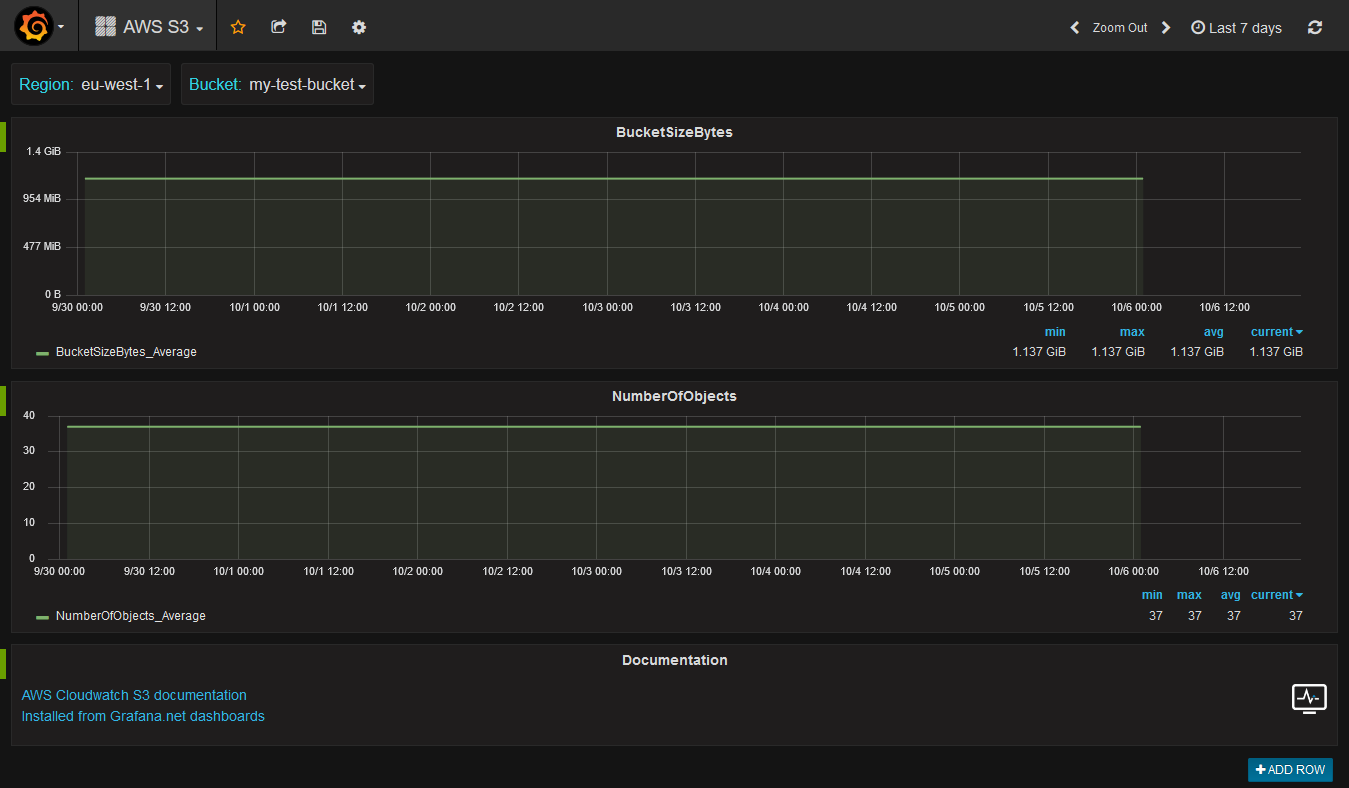 AWS S3 Zoom Out Last 7 days
Region: eu-west-1 Bucket: my-test-bucket
BucketSizeBytes
1.4 GiB
954 MiB
477 MiB
0 B
9/30 00:00 9/30 12:00 10/1 00:00 10/1 12:00 10/2 00:00 10/2 12:00 10/3 00:00 10/3 12:00 10/4 00:00 10/4 12:00 10/5 00:00 10/5 12:00 10/6 00:00 10/6 12:00
min max avg current
BucketSizeBytes_Average 1.137 GiB 1.137 GiB 1.137 GiB 1.137 GiB
NumberOfObjects
40
30
20
10
0
9/30 00:00 9/30 12:00 10/1 00:00 10/1 12:00 10/2 00:00 10/2 12:00 10/3 00:00 10/3 12:00 10/4 00:00 10/4 12:00 10/5 00:00 10/5 12:00 10/6 00:00 10/6 12:00
min max avg current
NumberOfObjects_Average 37 37 37 37
Documentation
AWS Cloudwatch S3 documentation
Installed from Grafana.net dashboards
ADD ROW